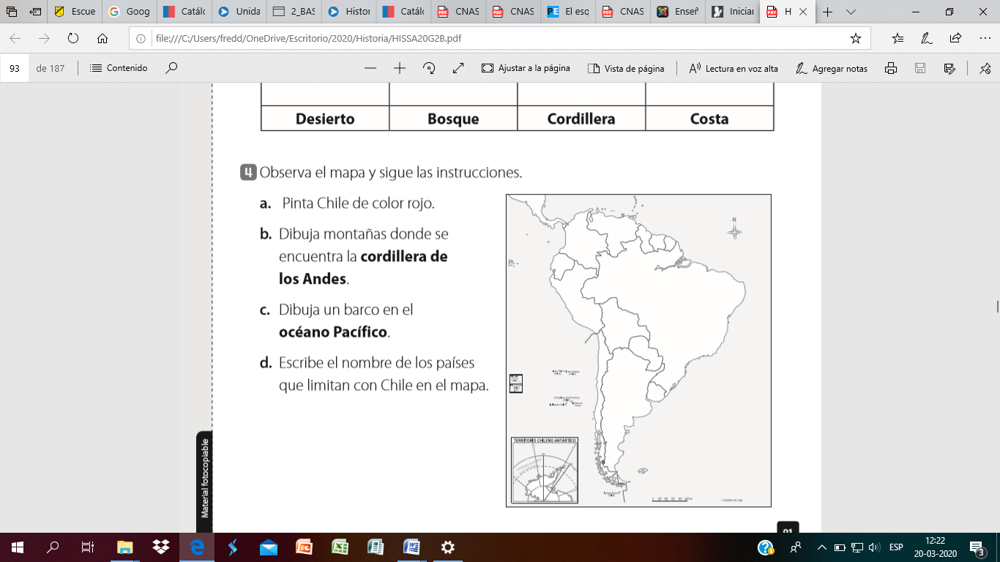 Escue
Goog
Catálc
Unida
2_BAS
Histor
Catálc
CNAS
CNAS
El esq
CNAS
Enseñ
Iniciar
H
file:///C:/Users/fredd/OneDrive/Escritorio/2020/Historia/HISSA20G2B.pdf
93 de 187 Contenido Ajustar a la página Vista de página Lectura en voz alta Agregar notas
Desierto Bosque Cordillera Costa
4 Observa el mapa y sigue las instrucciones.
a. Pinta Chile de color rojo.
b. Dibuja montañas donde se
encuentra la cordillera de
los Andes.
c. Dibuja un barco en el
océano Pacífico.
d. Escribe el nombre de los países
que limitan con Chile en el mapa.
N
TERRITORIO CHILENO ANTÁRTICO
Material fotocopiable
91
ESP
12:22
20-03-2020
3